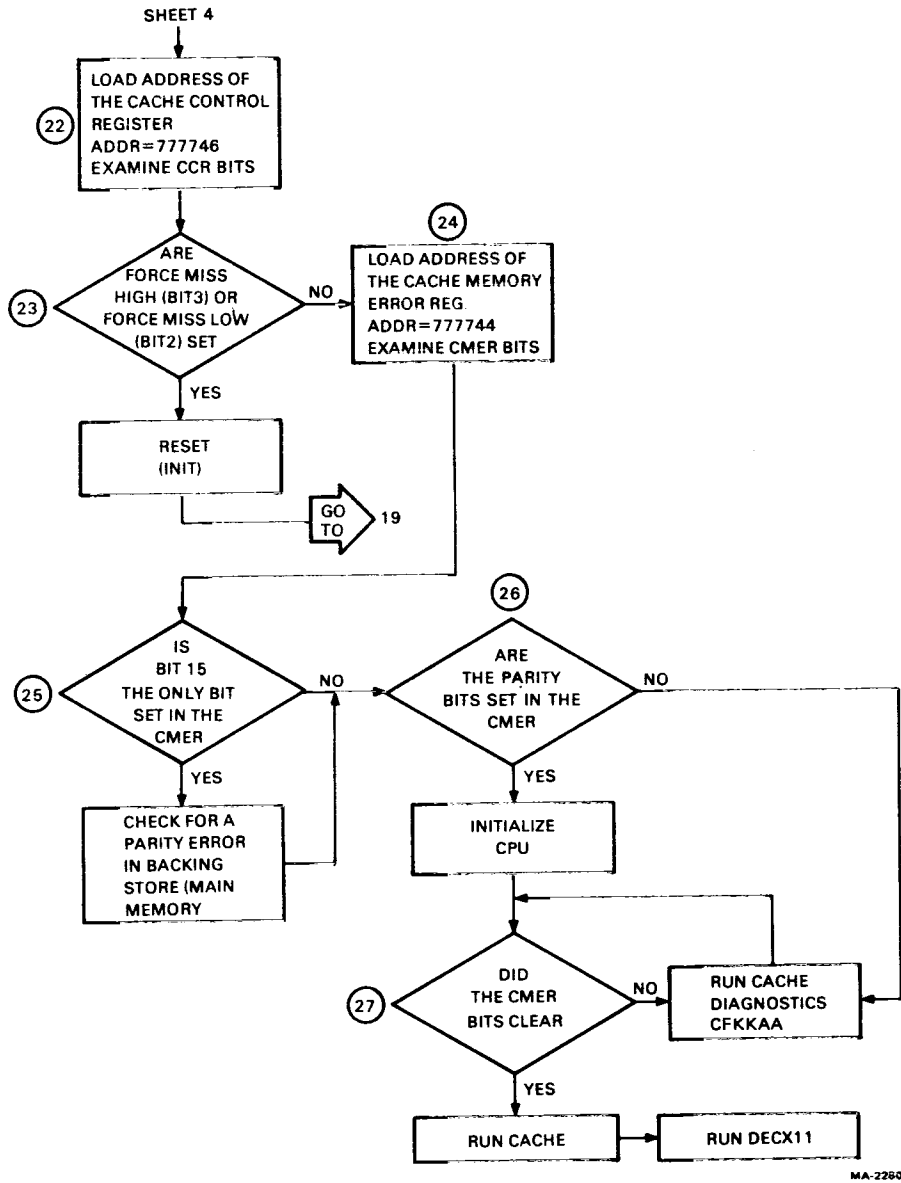 SHEET 4
22
LOAD ADDRESS OF
THE CACHE CONTROL
REGISTER
ADDR=777746
EXAMINE CCR BITS
23
ARE
FORCE MISS
HIGH (BIT3) OR
FORCE MISS LOW
(BIT2) SET
NO
24
LOAD ADDRESS OF
THE CACHE MEMORY
ERROR REG.
ADDR=777744
EXAMINE CMER BITS
YES
RESET
(INIT)
GO
TO
19
25
IS
BIT 15
THE ONLY BIT
SET IN THE
CMER
NO
26
ARE
THE PARITY
BITS SET IN THE
CMER
NO
YES
CHECK FOR A
PARITY ERROR
IN BACKING
STORE (MAIN
MEMORY
YES
INITIALIZE
CPU
27
DID
THE CMER
BITS CLEAR
NO
RUN CACHE
DIAGNOSTICS
CFKKAA
YES
RUN CACHE
RUN DECX11
MA-2280